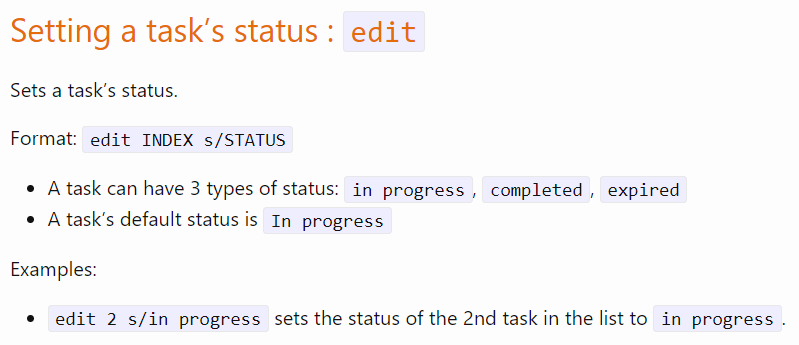 Setting a task’s status : edit
Sets a task’s status.
Format: edit INDEX s/STATUS
• A task can have 3 types of status: in progress, completed, expired
• A task’s default status is In progress
Examples:
• edit 2 s/in progress sets the status of the 2nd task in the list to in progress.